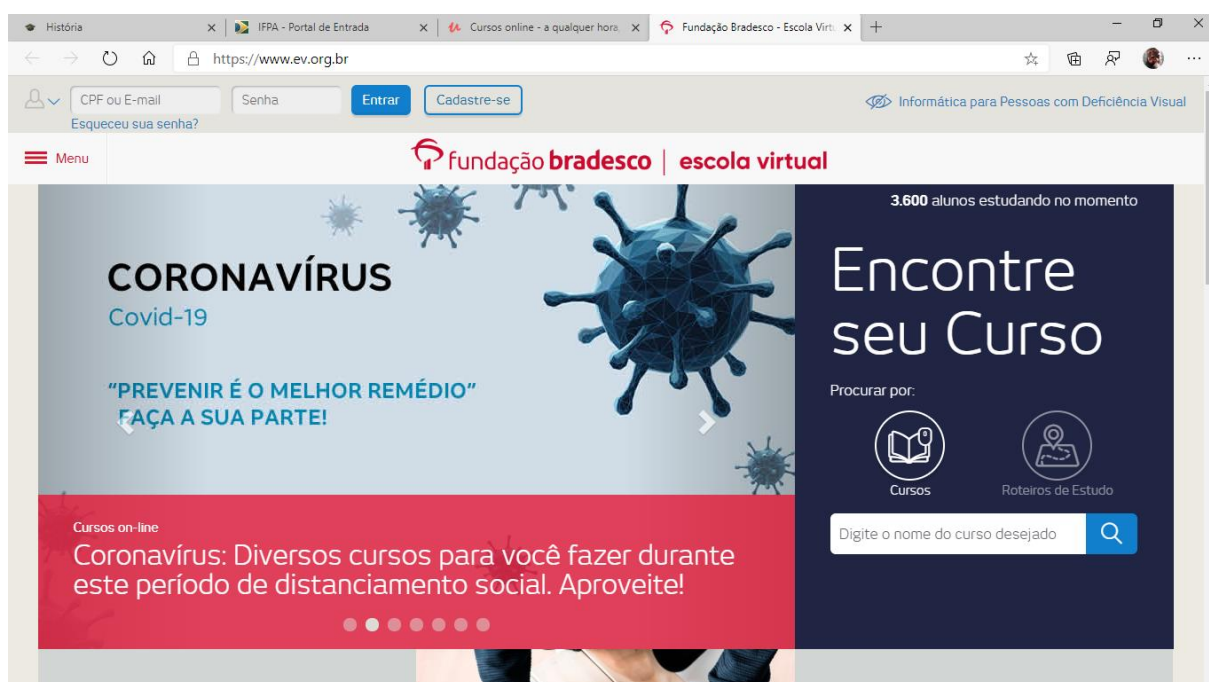 História
IFPA - Portal de Entrada
Cursos online - a qualquer hora,
Fundação Bradesco - Escola Virtu
https://www.ev.org.br
CPF ou E-mail
Senha
Entrar
Cadastre-se
Informática para Pessoas com Deficiência Visual
Esqueceu sua senha?
Menu
fundação bradesco | escola virtual
3.600 alunos estudando no momento
CORONAVÍRUS
Covid-19
"PREVENIR É O MELHOR REMÉDIO"
FAÇA A SUA PARTE!
Encontre
seu Curso
Procurar por:
Cursos
Roteiros de Estudo
Digite o nome do curso desejado
Cursos on-line
Coronavírus: Diversos cursos para você fazer durante
este período de distanciamento social. Aproveite!